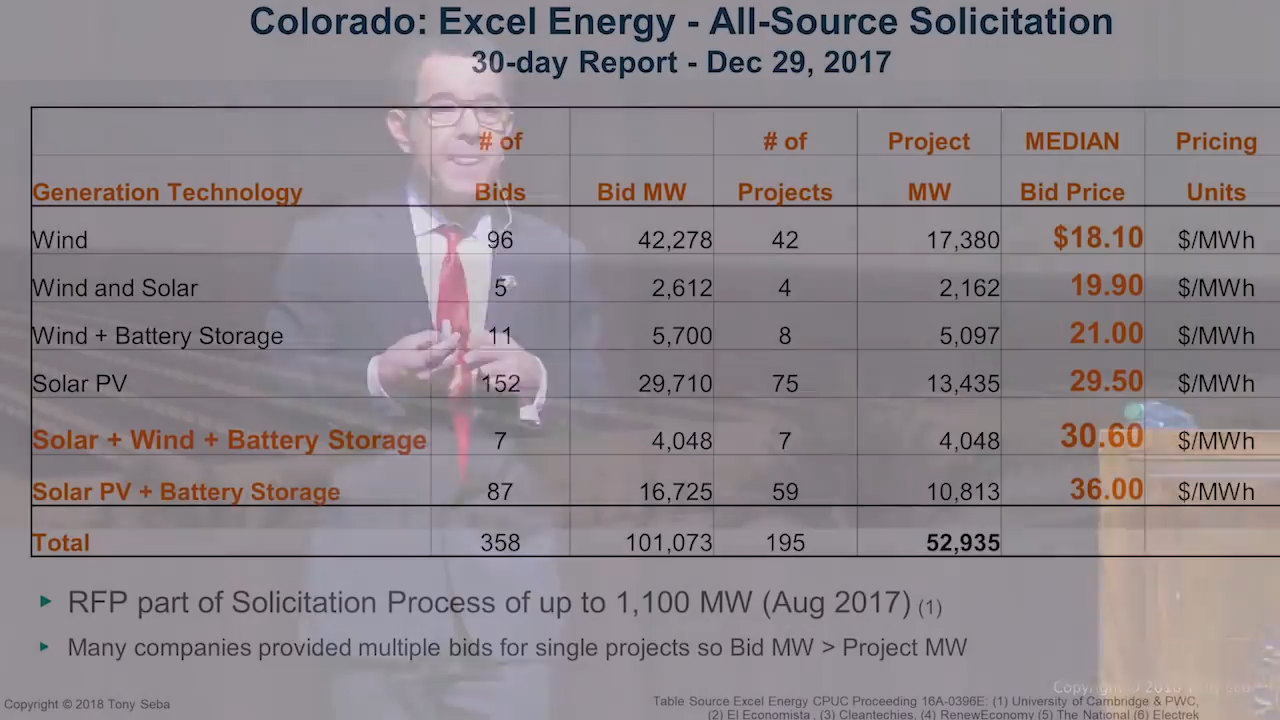 Colorado: Excel Energy - All-Source Solicitation
30-day Report - Dec 29, 2017
# of # of Project MEDIAN Pricing
Generation Technology Bids Bid MW Projects MW Bid Price Units
Wind 96 42,278 42 17,380 $18.10 $/MWh
Wind and Solar 5 2,612 4 2,162 19.90 $/MWh
Wind + Battery Storage 11 5,700 8 5,097 21.00 $/MWh
Solar PV 152 29,710 75 13,435 29.50 $/MWh
Solar + Wind + Battery Storage 7 4,048 7 4,048 30.60 $/MWh
Solar PV + Battery Storage 87 16,725 59 10,813 36.00 $/MWh
Total 358 101,073 195 52,935
▸ RFP part of Solicitation Process of up to 1,100 MW (Aug 2017) (1)
▸ Many companies provided multiple bids for single projects so Bid MW > Project MW
Copyright © 2018 Tony Seba
Copyright © 2018 Tony Seba
Table Source Excel Energy CPUC Proceeding 16A-0396E: (1) University of Cambridge & PWC,
(2) El Economista , (3) Cleantechies, (4) RenewEconomy (5) The National (6) Electrek